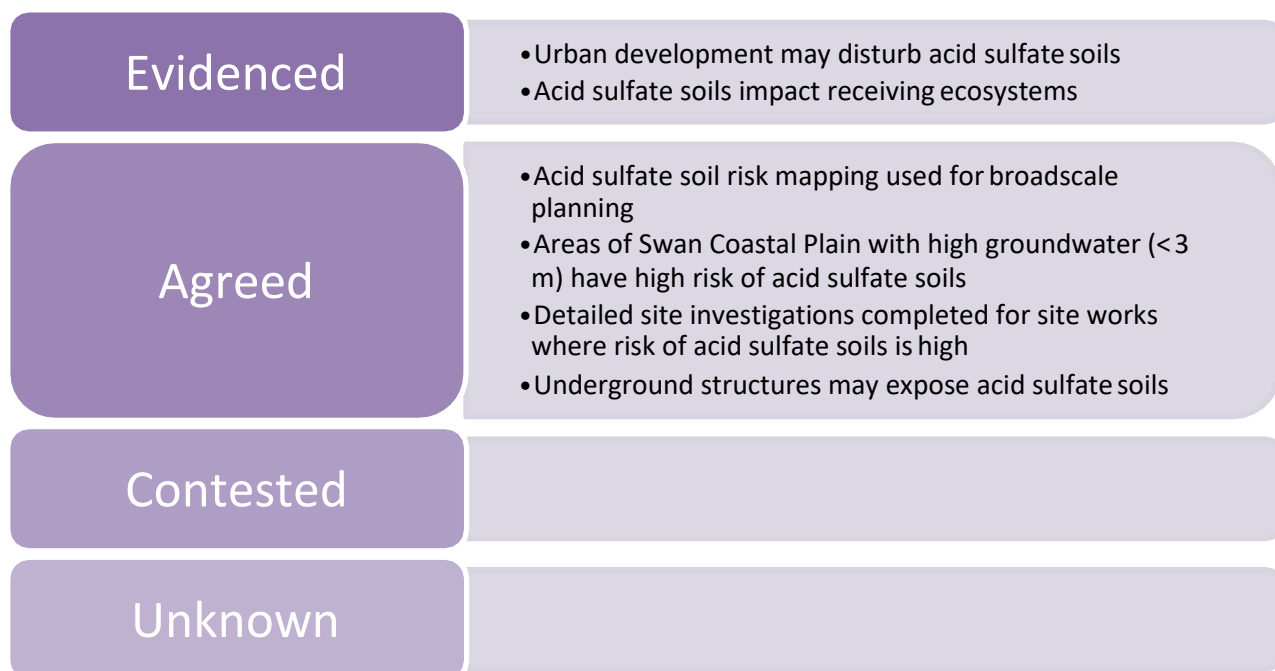 Evidenced
•Urban development may disturb acid sulfate soils
•Acid sulfate soils impact receiving ecosystems
Agreed
•Acid sulfate soil risk mapping used for broadscale
planning
•Areas of Swan Coastal Plain with high groundwater (<3
m) have high risk of acid sulfate soils
•Detailed site investigations completed for site works
where risk of acid sulfate soils is high
•Underground structures may expose acid sulfate soils
Contested
Unknown